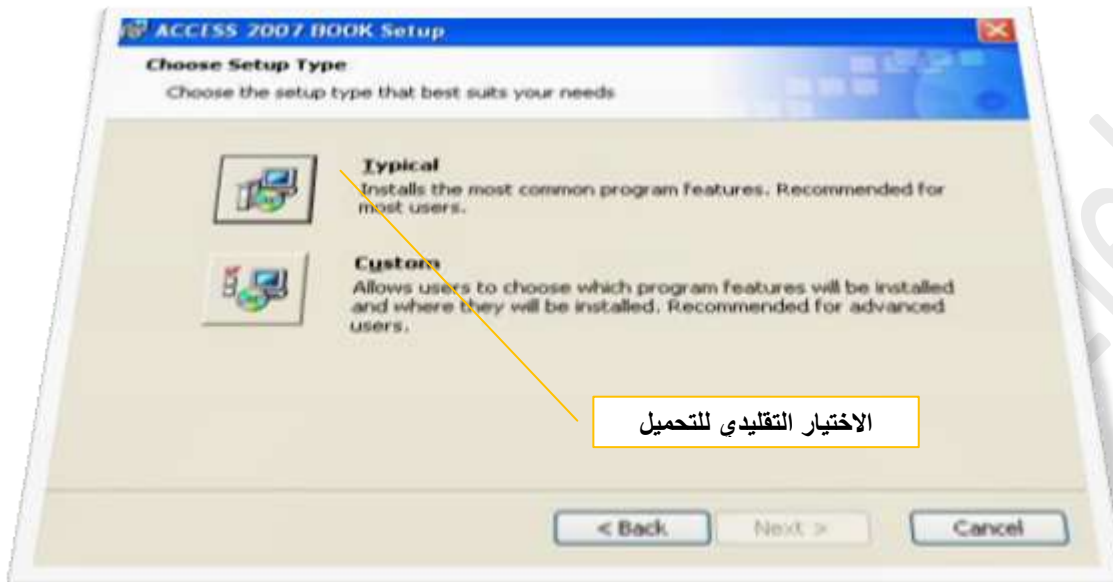 ACCESS 2007 BOOK Setup
Choose Setup Type
Choose the setup type that best suits your needs
Typical
Installs the most common program features. Recommended for
most users.
Custom
Allows users to choose which program features will be installed
and where they will be installed. Recommended for advanced
users.
الاختيار التقليدي للتحميل
< Back
Next >
Cancel